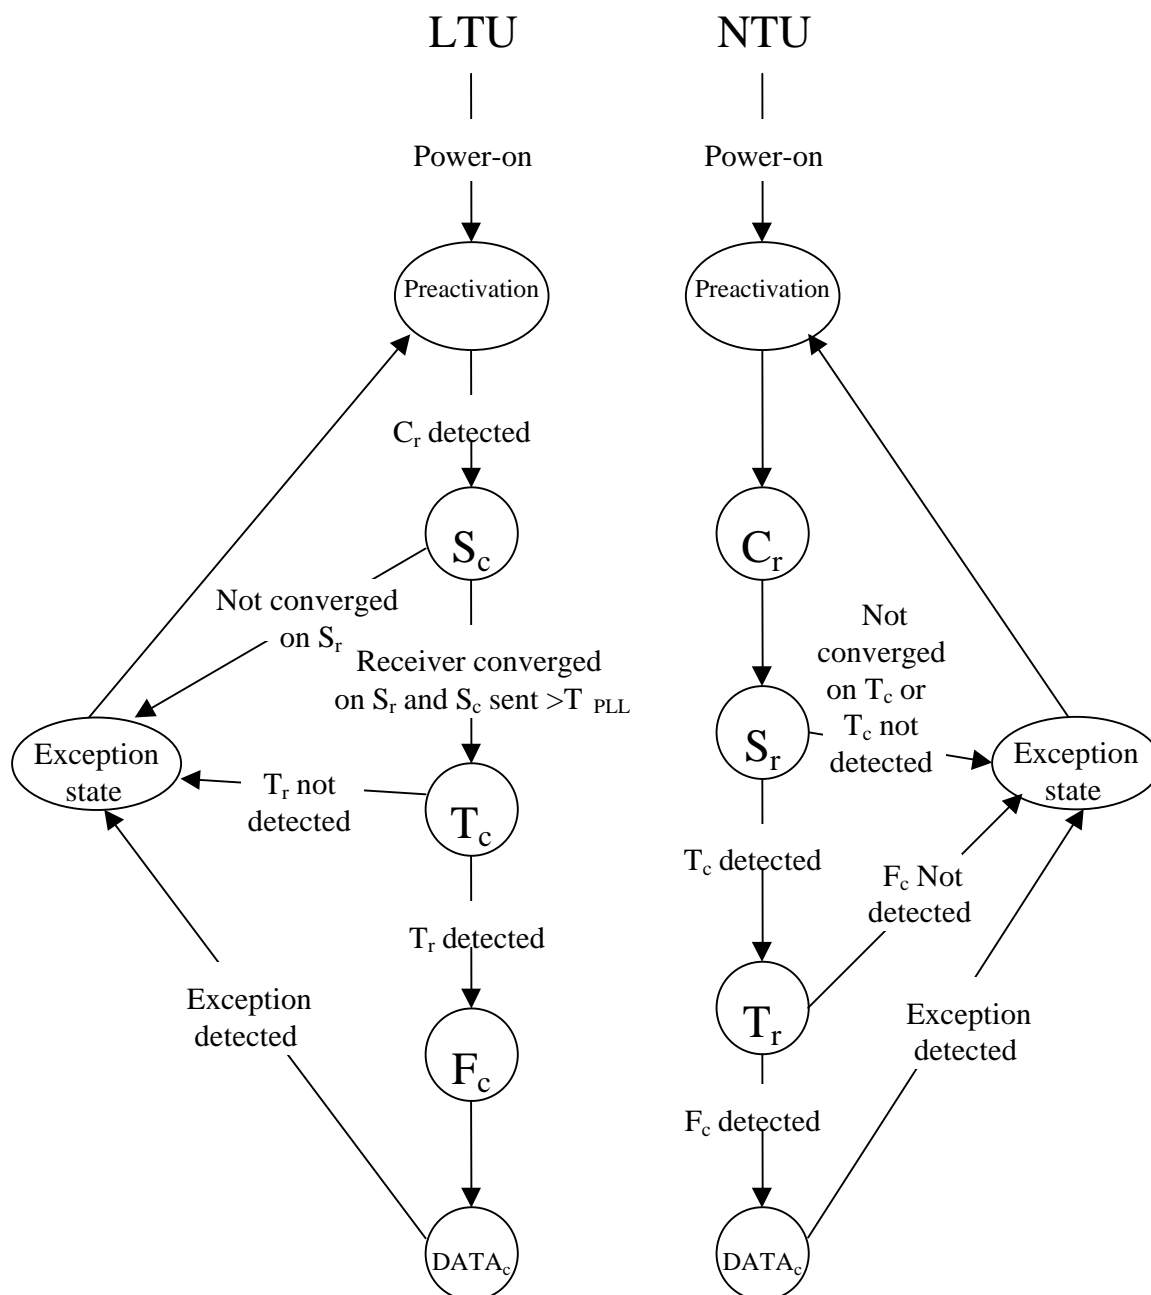 LTU
NTU
Power-on
Power-on
Preactivation
Preactivation
Cr detected
Sc
Cr
Not converged
on Sr
Not
converged
on Tc or
Tc not
detected
Receiver converged
on Sr and Sc sent >T PLL
Sr
Exception
state
Exception
state
Tr not
detected
Tc
Tc detected
Fc Not
detected
Tr detected
Exception
detected
Tr
Exception
detected
Fc
Fc detected
DATAc
DATAc